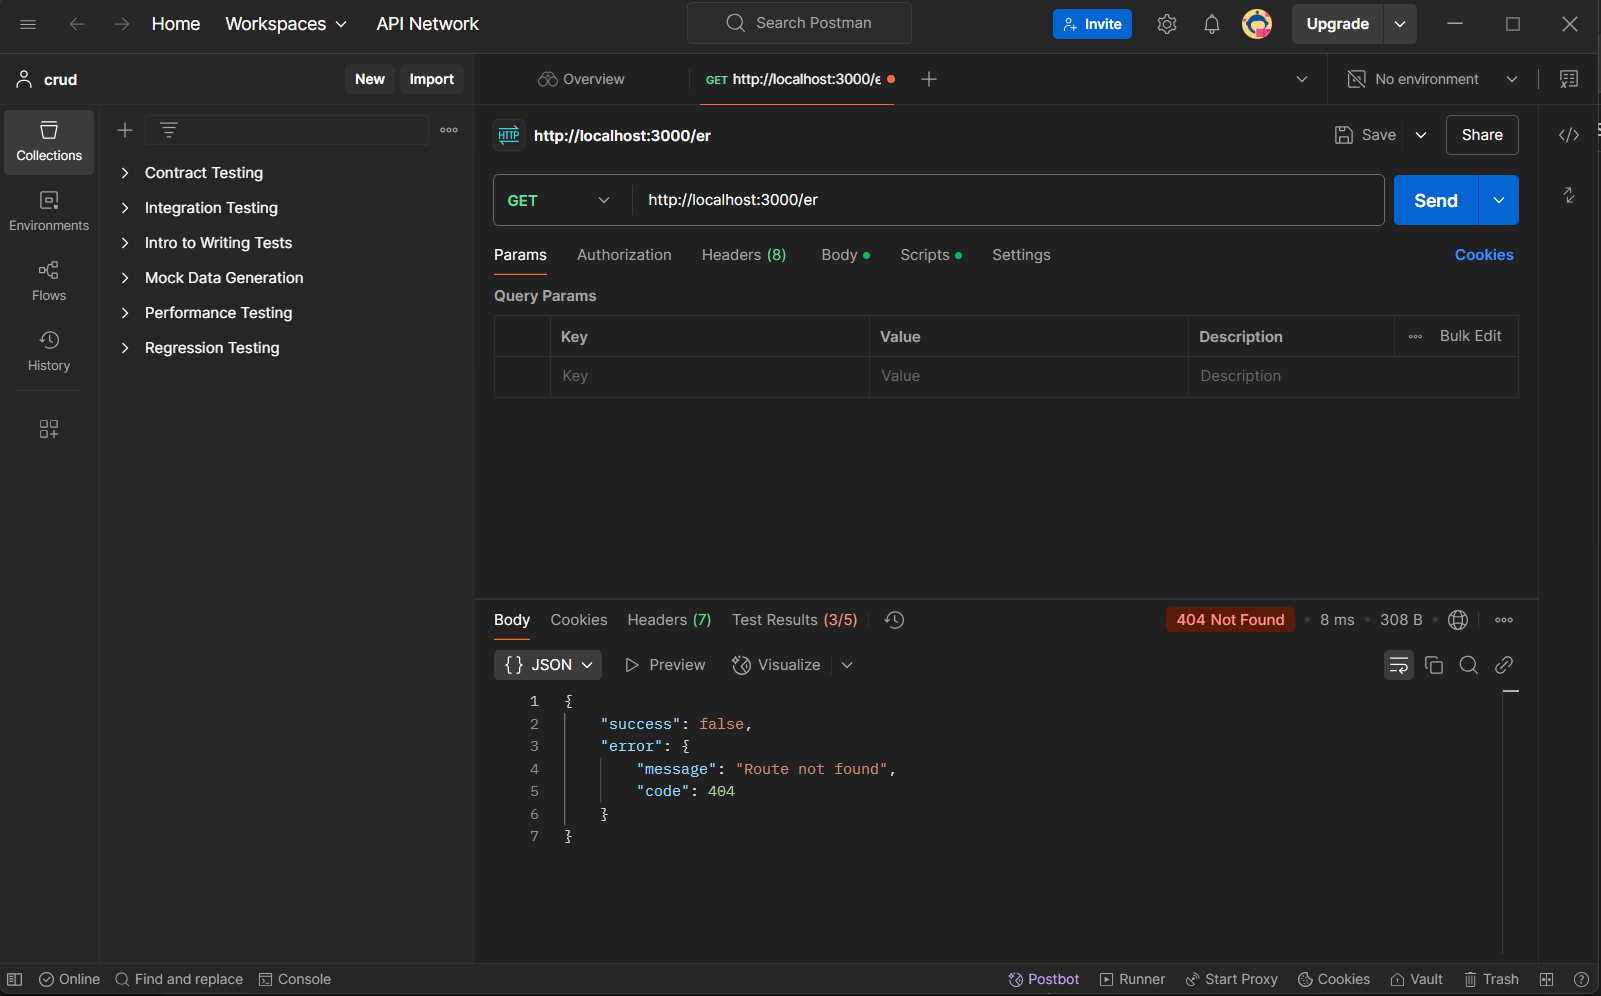 Home Workspaces API Network Search Postman Invite Upgrade
crud New Import Overview GET http://localhost:3000/e No environment
Collections
Environments
Flows
History
Contract Testing
Integration Testing
Intro to Writing Tests
Mock Data Generation
Performance Testing
Regression Testing
HTTP http://localhost:3000/er Save Share
GET http://localhost:3000/er Send
Params Authorization Headers (8) Body Scripts Settings Cookies
Query Params
Key Value Description Bulk Edit
Key Value Description
Body Cookies Headers (7) Test Results (3/5) 404 Not Found 8 ms 308 B
{} JSON Preview Visualize
1 {
2 "success": false,
3 "error": {
4 "message": "Route not found",
5 "code": 404
6 }
7 }
Online Find and replace Console Postbot Runner Start Proxy Cookies Vault Trash